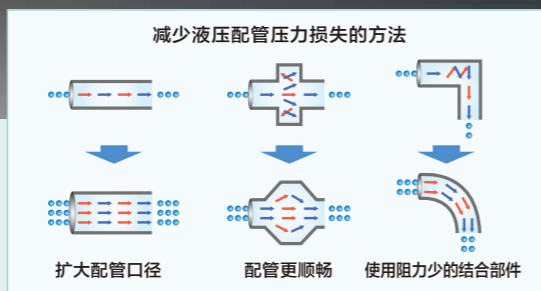 减少液压配管压力损失的方法
扩大配管口径
配管更顺畅
使用阻力少的结合部件